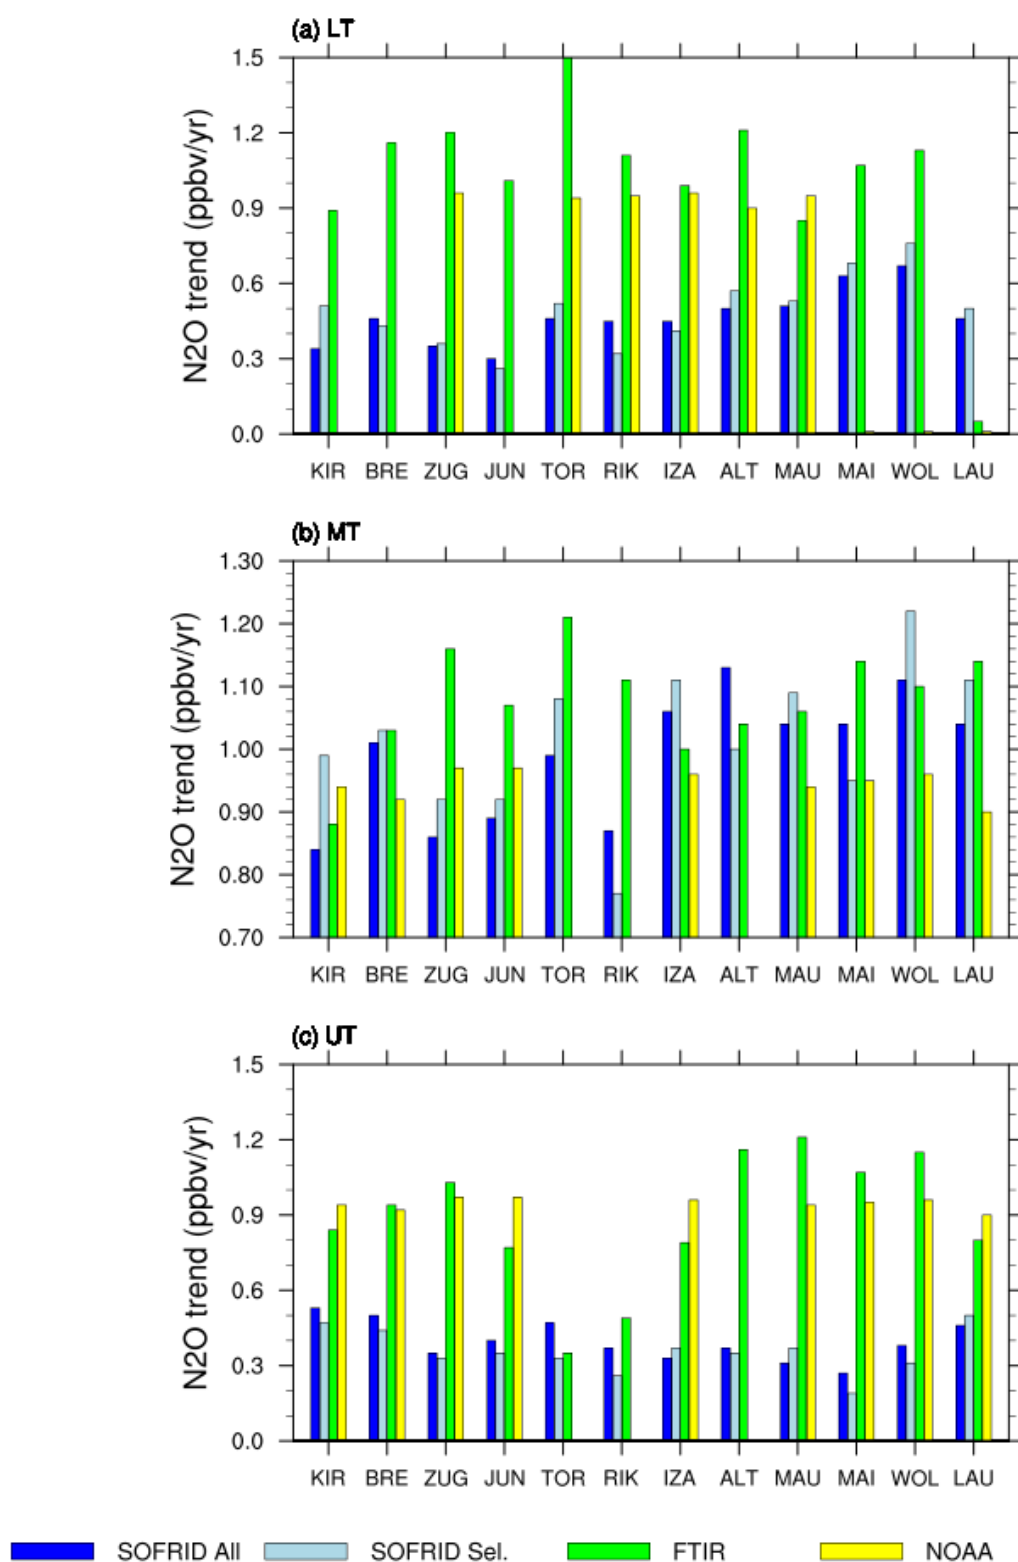 (a) LT
N2O trend (ppbv/yr)
1.5
1.2
0.9
0.6
0.3
0.0
KIR BRE ZUG JUN TOR RIK IZA ALT MAU MAI WOL LAU
(b) MT
N2O trend (ppbv/yr)
1.30
1.20
1.10
1.00
0.90
0.80
0.70
KIR BRE ZUG JUN TOR RIK IZA ALT MAU MAI WOL LAU
(c) UT
N2O trend (ppbv/yr)
1.5
1.2
0.9
0.6
0.3
0.0
KIR BRE ZUG JUN TOR RIK IZA ALT MAU MAI WOL LAU
SOFRID All SOFRID Sel. FTIR NOAA